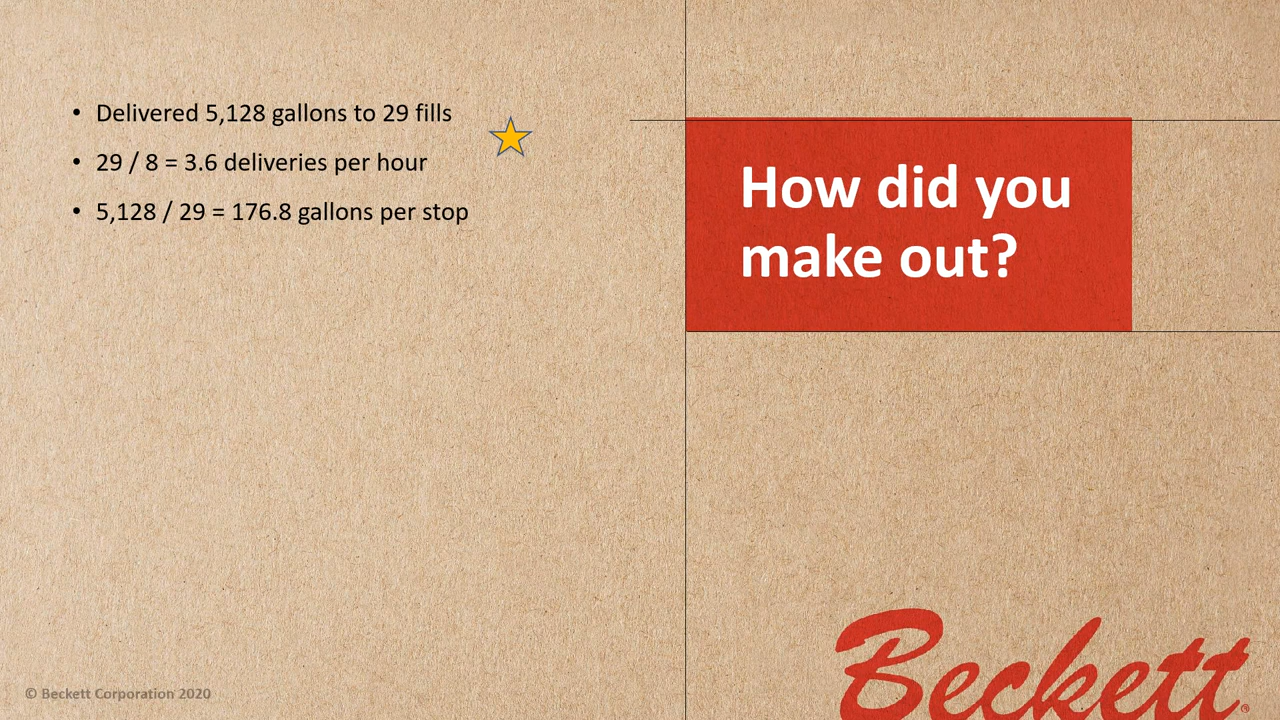 • Delivered 5,128 gallons to 29 fills
• 29 / 8 = 3.6 deliveries per hour
• 5,128 / 29 = 176.8 gallons per stop
How did you
make out?
© Beckett Corporation 2020
Beckett®